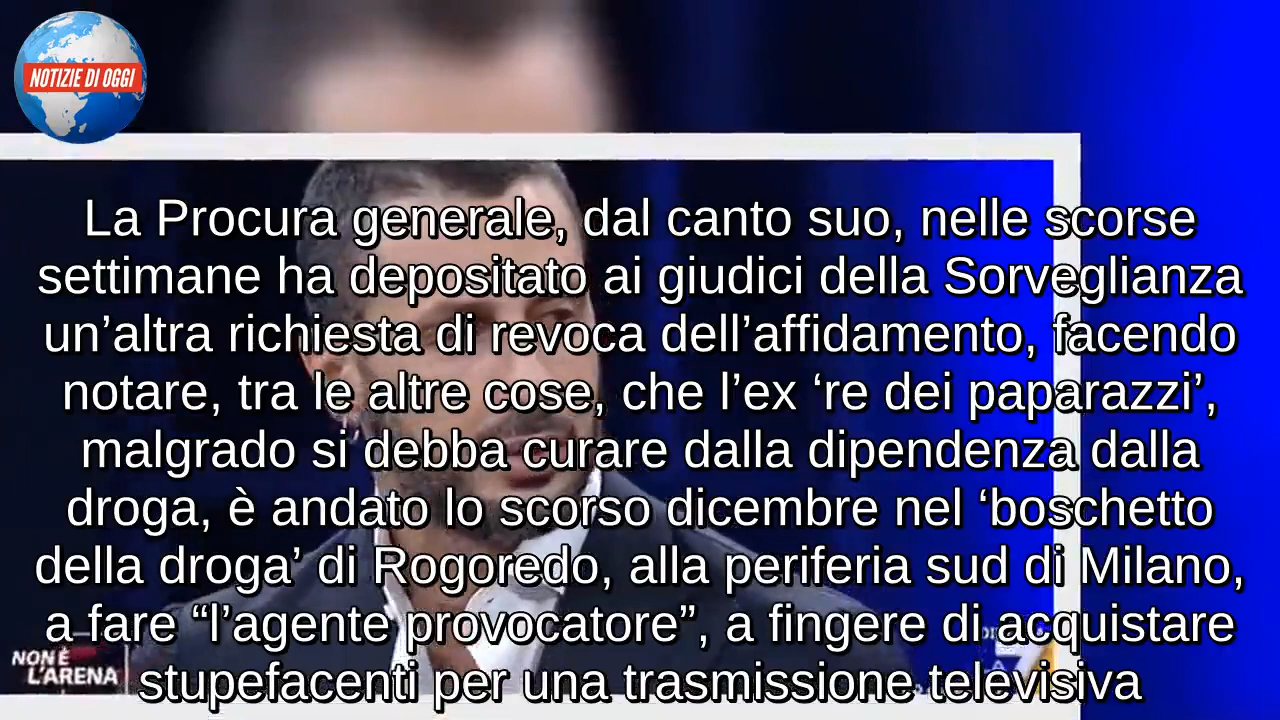 NOTIZIE DI OGGI
La Procura generale, dal canto suo, nelle scorse
settimane ha depositato ai giudici della Sorveglianza
un’altra richiesta di revoca dell’affidamento, facendo
notare, tra le altre cose, che l’ex ‘re dei paparazzi’,
malgrado si debba curare dalla dipendenza dalla
droga, è andato lo scorso dicembre nel ‘boschetto
della droga’ di Rogoredo, alla periferia sud di Milano,
a fare “l’agente provocatore”, a fingere di acquistare
stupefacenti per una trasmissione televisiva
NON È
L'ARENA